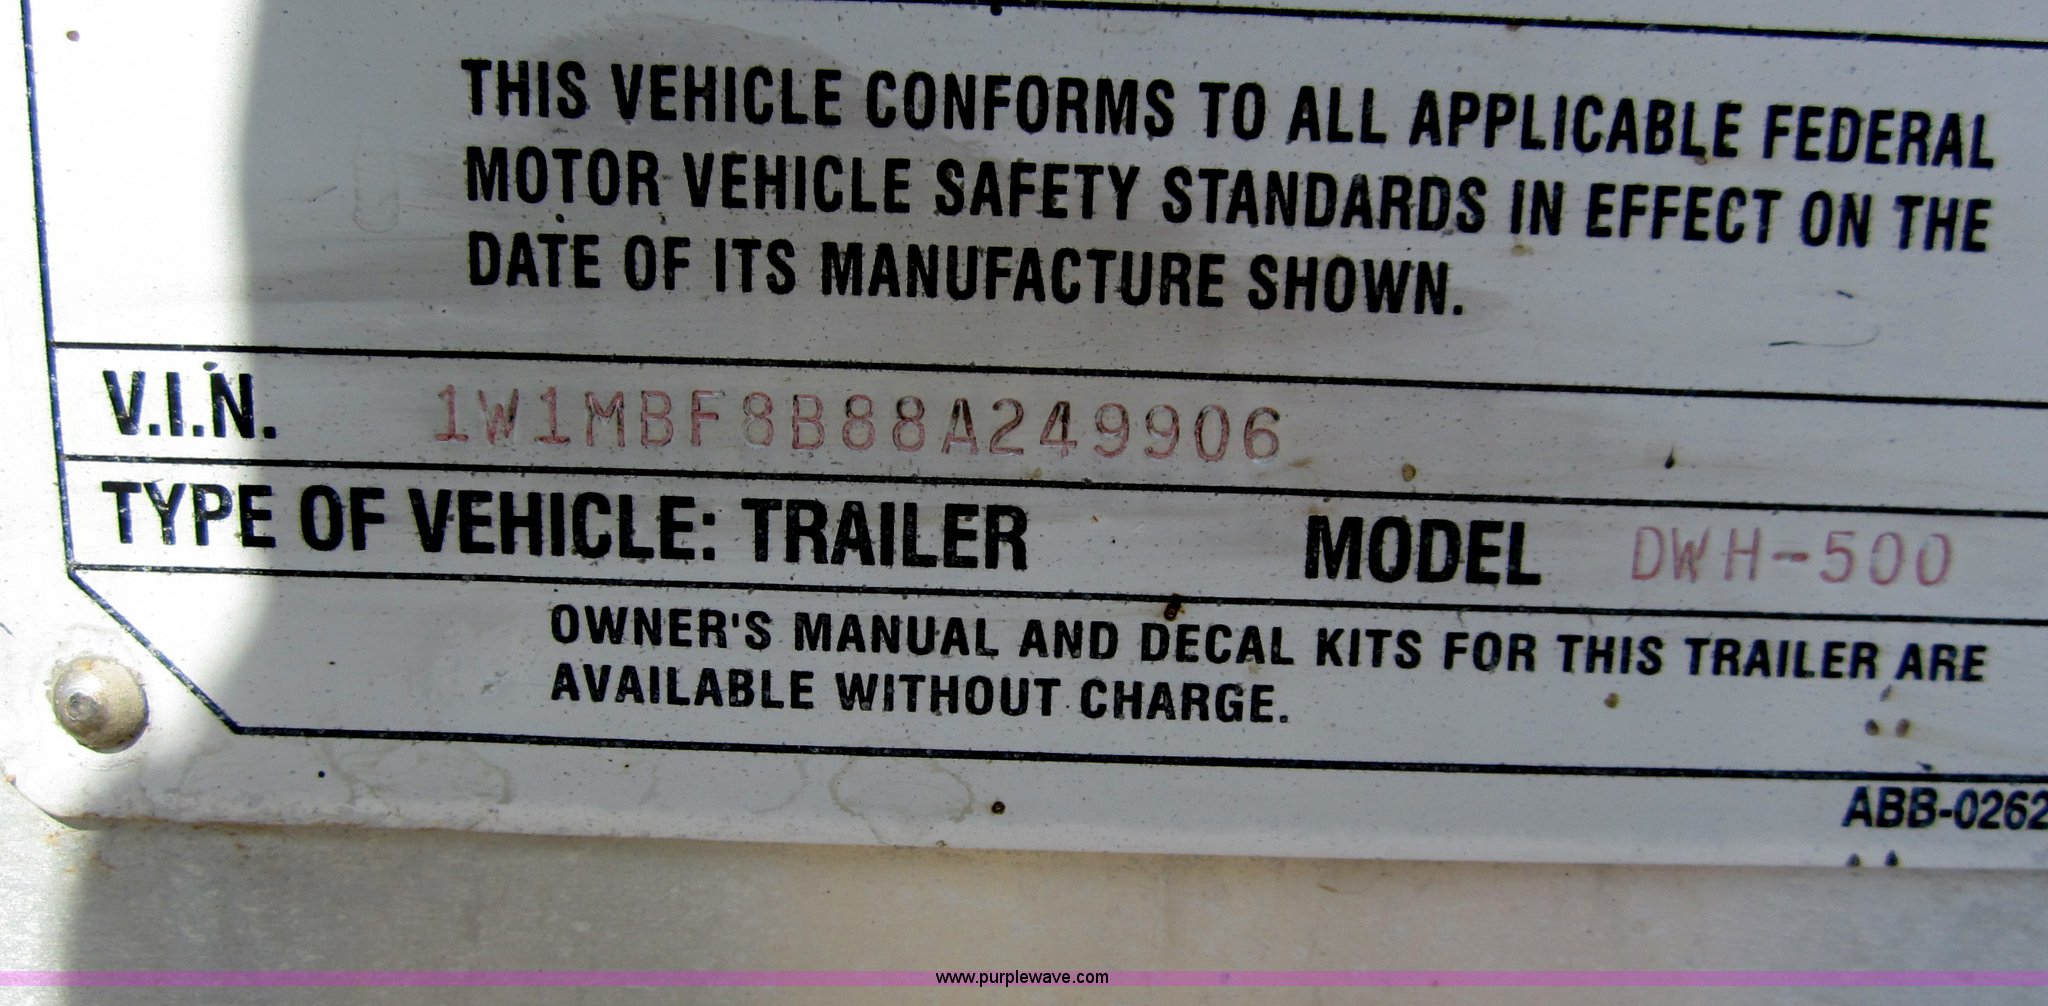 THIS VEHICLE CONFORMS TO ALL APPLICABLE FEDERAL
MOTOR VEHICLE SAFETY STANDARDS IN EFFECT ON THE
DATE OF ITS MANUFACTURE SHOWN.
V.I.N. 1W1MBF8B88A249906
TYPE OF VEHICLE: TRAILER MODEL DWH-500
OWNER'S MANUAL AND DECAL KITS FOR THIS TRAILER ARE
AVAILABLE WITHOUT CHARGE.
ABB-0262
www.purplewave.com